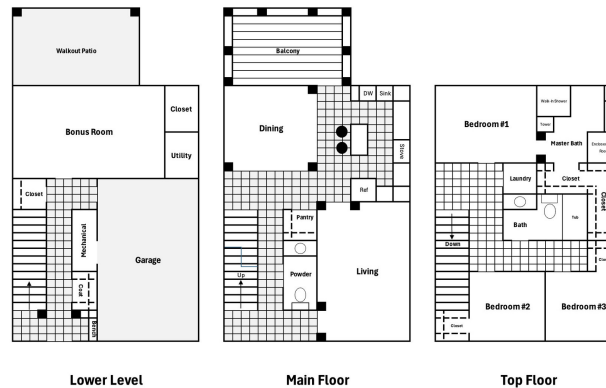 Walkout Patio
Closet
Bonus Room
Utility
Closet
Mechanical
Garage
Coat
Bench
Lower Level
Balcony
DW
Sink
Dining
Stove
Ref
Pantry
Up
Powder
Living
Main Floor
Walk-in Shower
Bedroom #1
Tower
Master Bath
Laundry
Closet
Closet
Bath
Tub
Down
Bedroom #2
Bedroom #3
Closet
Top Floor